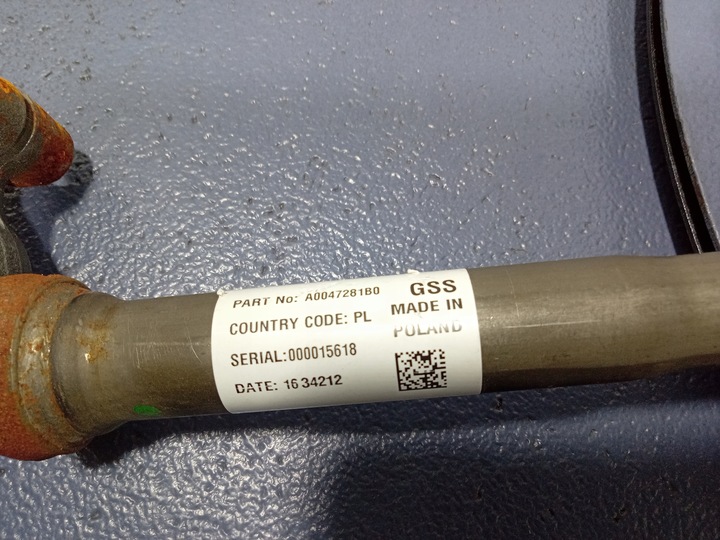 PART No: A0047281B0
COUNTRY CODE: PL
SERIAL:000015618
DATE: 16 34212
GSS
MADE IN
POLAND